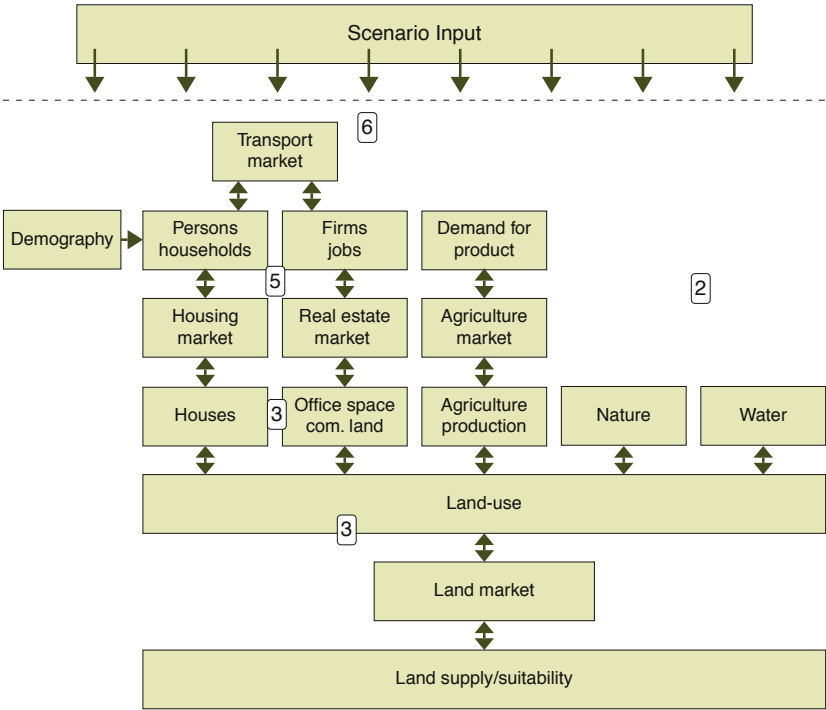 Scenario Input
6
Transport
market
Demography
Persons
households
Firms
jobs
Demand for
product
5
2
Housing
market
Real estate
market
Agriculture
market
Houses
3
Office space
com. land
Agriculture
production
Nature
Water
Land-use
3
Land market
Land supply/suitability